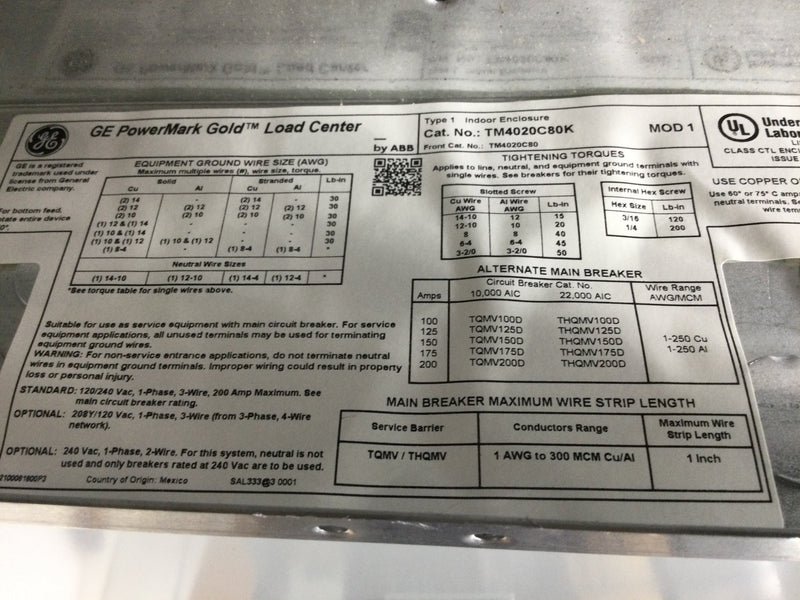 GE PowerMark Gold™ Load Center
by ABB
Type 1 Indoor Enclosure
Cat. No.: TM4020C80K MOD 1
Front Cat. No.: TM4020C80
UL
Under
Labor
LI
CLASS CTL ENC
ISSUE
GE is a registered
trademark used under
license from General
Electric company.
For bottom feed,
otate entire device
EQUIPMENT GROUND WIRE SIZE (AWG)
Maximum multiple wires (#), wire size, torque.
Solid Stranded Lb-in
Cu Al Cu Al
(2) 14 - (2) 14 - 30
(2) 12 (2) 12 (2) 12 (2) 12 30
(2) 10 (2) 10 (2) 10 (2) 10 30
(1) 12 & (1) 14 - - - 30
(1) 10 & (1) 14 - - - 30
(1) 10 & (1) 12 (1) 10 & (1) 12 - - 30
(1) 8-4 - (1) 8-4 (1) 8-4 *
Neutral Wire Sizes
(1) 14-10 (1) 12-10 (1) 14-4 (1) 12-4 *
*See torque table for single wires above.
TIGHTENING TORQUES
Applies to line, neutral, and equipment ground terminals with
single wires. See breakers for their tightening torques.
Slotted Screw
Cu Wire AWG Al Wire AWG Lb-in
14-10 12 15
12-10 10 20
8 8 40
6-4 6-4 45
3-2/0 3-2/0 50
Internal Hex Screw
Hex Size Lb-in
3/16 120
1/4 200
USE COPPER O
Use 60° or 75° C
neutral terminals. Se
wire term
ALTERNATE MAIN BREAKER
Amps Circuit Breaker Cat. No. Wire Range
10,000 AIC 22,000 AIC AWG/MCM
100 TQMV100D THQMV100D
125 TQMV125D THQMV125D
150 TQMV150D THQMV150D 1-250 Cu
175 TQMV175D THQMV175D 1-250 Al
200 TQMV200D THQMV200D
Suitable for use as service equipment with main circuit breaker. For service
equipment applications, all unused terminals may be used for terminating
equipment ground wires.
WARNING: For non-service entrance applications, do not terminate neutral
wires in equipment ground terminals. Improper wiring could result in property
loss or personal injury.
STANDARD: 120/240 Vac, 1-Phase, 3-Wire, 200 Amp Maximum. See
main circuit breaker rating.
OPTIONAL: 208Y/120 Vac, 1-Phase, 3-Wire (from 3-Phase, 4-Wire
network).
OPTIONAL: 240 Vac, 1-Phase, 2-Wire. For this system, neutral is not
used and only breakers rated at 240 Vac are to be used.
MAIN BREAKER MAXIMUM WIRE STRIP LENGTH
Service Barrier Conductors Range Maximum Wire
Strip Length
TQMV / THQMV 1 AWG to 300 MCM Cu/Al 1 Inch
Country of Origin: Mexico SAL333@3 0001